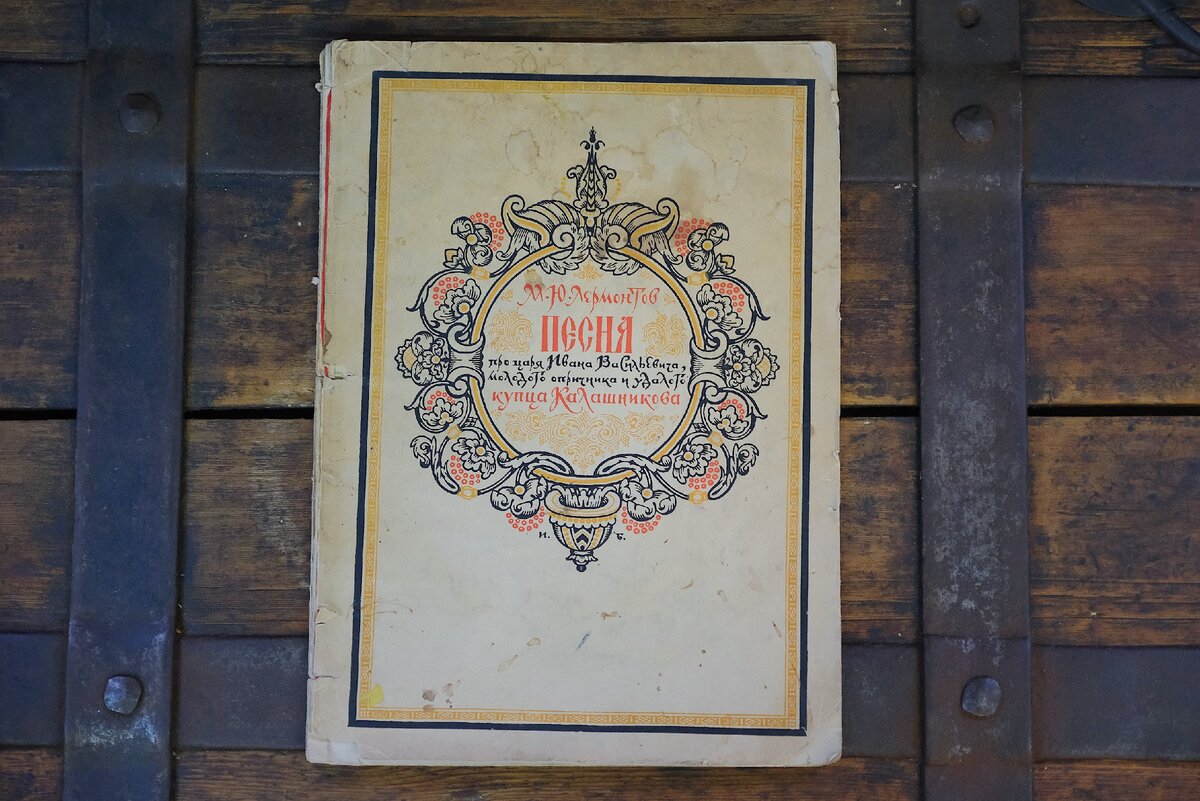 М·Ю·Лермонтов
ПЕСНЯ
про царя Ивана Васильевича,
молодого опричника и удалого
купца Калашникова
И. Б.